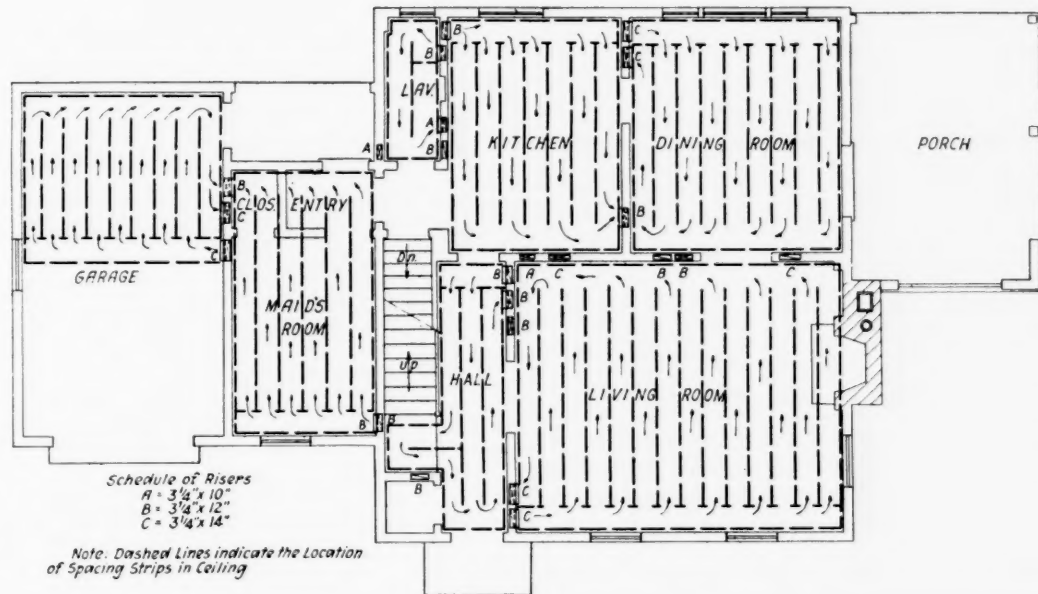 B
B
C
C
B
LAV.
A
KITCHEN
DINING ROOM
PORCH
A
B
B
CLOS.
ENTRY
C
B
C
GARAGE
Dn.
B
A
C
B
B
C
MAID'S
ROOM
B
B
Up
HALL
LIVING ROOM
B
B
C
C
Schedule of Risers
A = 3¼" x 10"
B = 3¼" x 12"
C = 3¼" x 14"
Note: Dashed Lines indicate the Location
of Spacing Strips in Ceiling